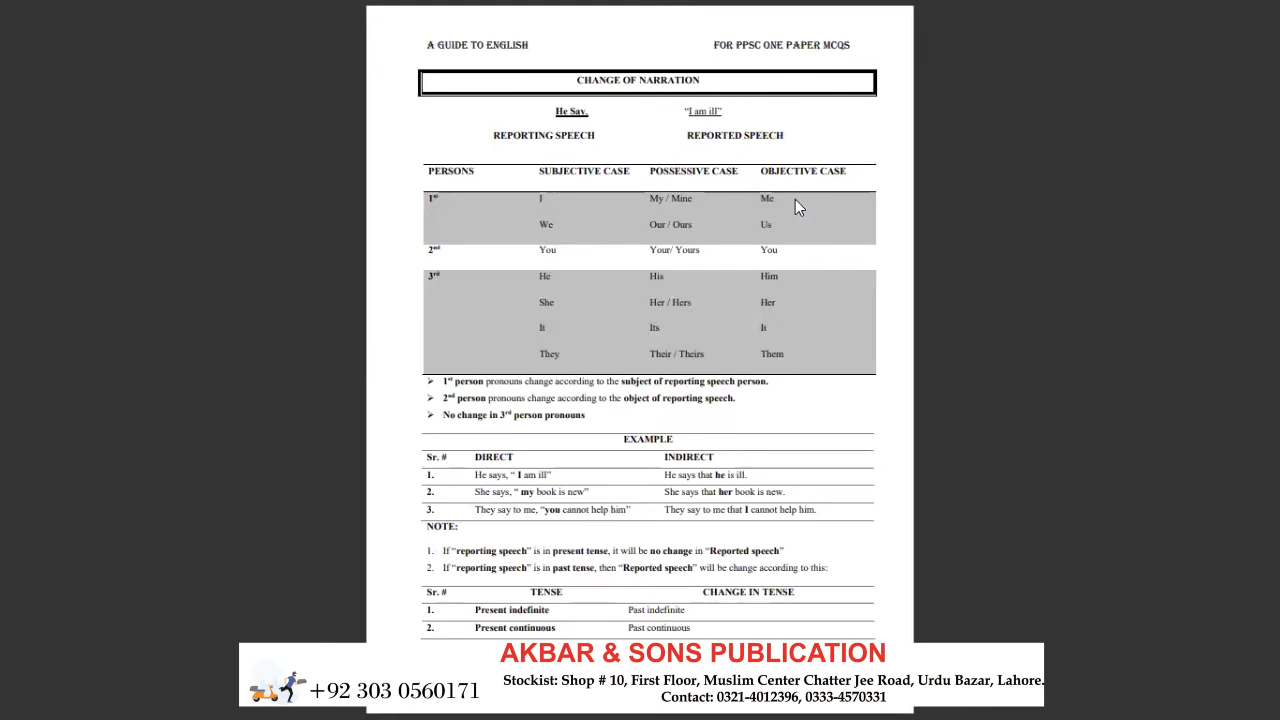 A GUIDE TO ENGLISH FOR PPSC ONE PAPER MCQS
CHANGE OF NARRATION
He Say, “I am ill”
REPORTING SPEECH REPORTED SPEECH
PERSONS SUBJECTIVE CASE POSSESSIVE CASE OBJECTIVE CASE
1st I My / Mine Me
We Our / Ours Us
2nd You Your/ Yours You
3rd He His Him
She Her / Hers Her
It Its It
They Their / Theirs Them
➢ 1st person pronouns change according to the subject of reporting speech person.
➢ 2nd person pronouns change according to the object of reporting speech.
➢ No change in 3rd person pronouns
EXAMPLE
Sr. # DIRECT INDIRECT
1. He says, “ I am ill” He says that he is ill.
2. She says, “ my book is new” She says that her book is new.
3. They say to me, “you cannot help him” They say to me that I cannot help him.
NOTE:
1. If “reporting speech” is in present tense, it will be no change in “Reported speech”
2. If “reporting speech” is in past tense, then “Reported speech” will be change according to this:
Sr. # TENSE CHANGE IN TENSE
1. Present indefinite Past indefinite
2. Present continuous Past continuous
AKBAR & SONS PUBLICATION
+92 303 0560171
Stockist: Shop # 10, First Floor, Muslim Center Chatter Jee Road, Urdu Bazar, Lahore.
Contact: 0321-4012396, 0333-4570331